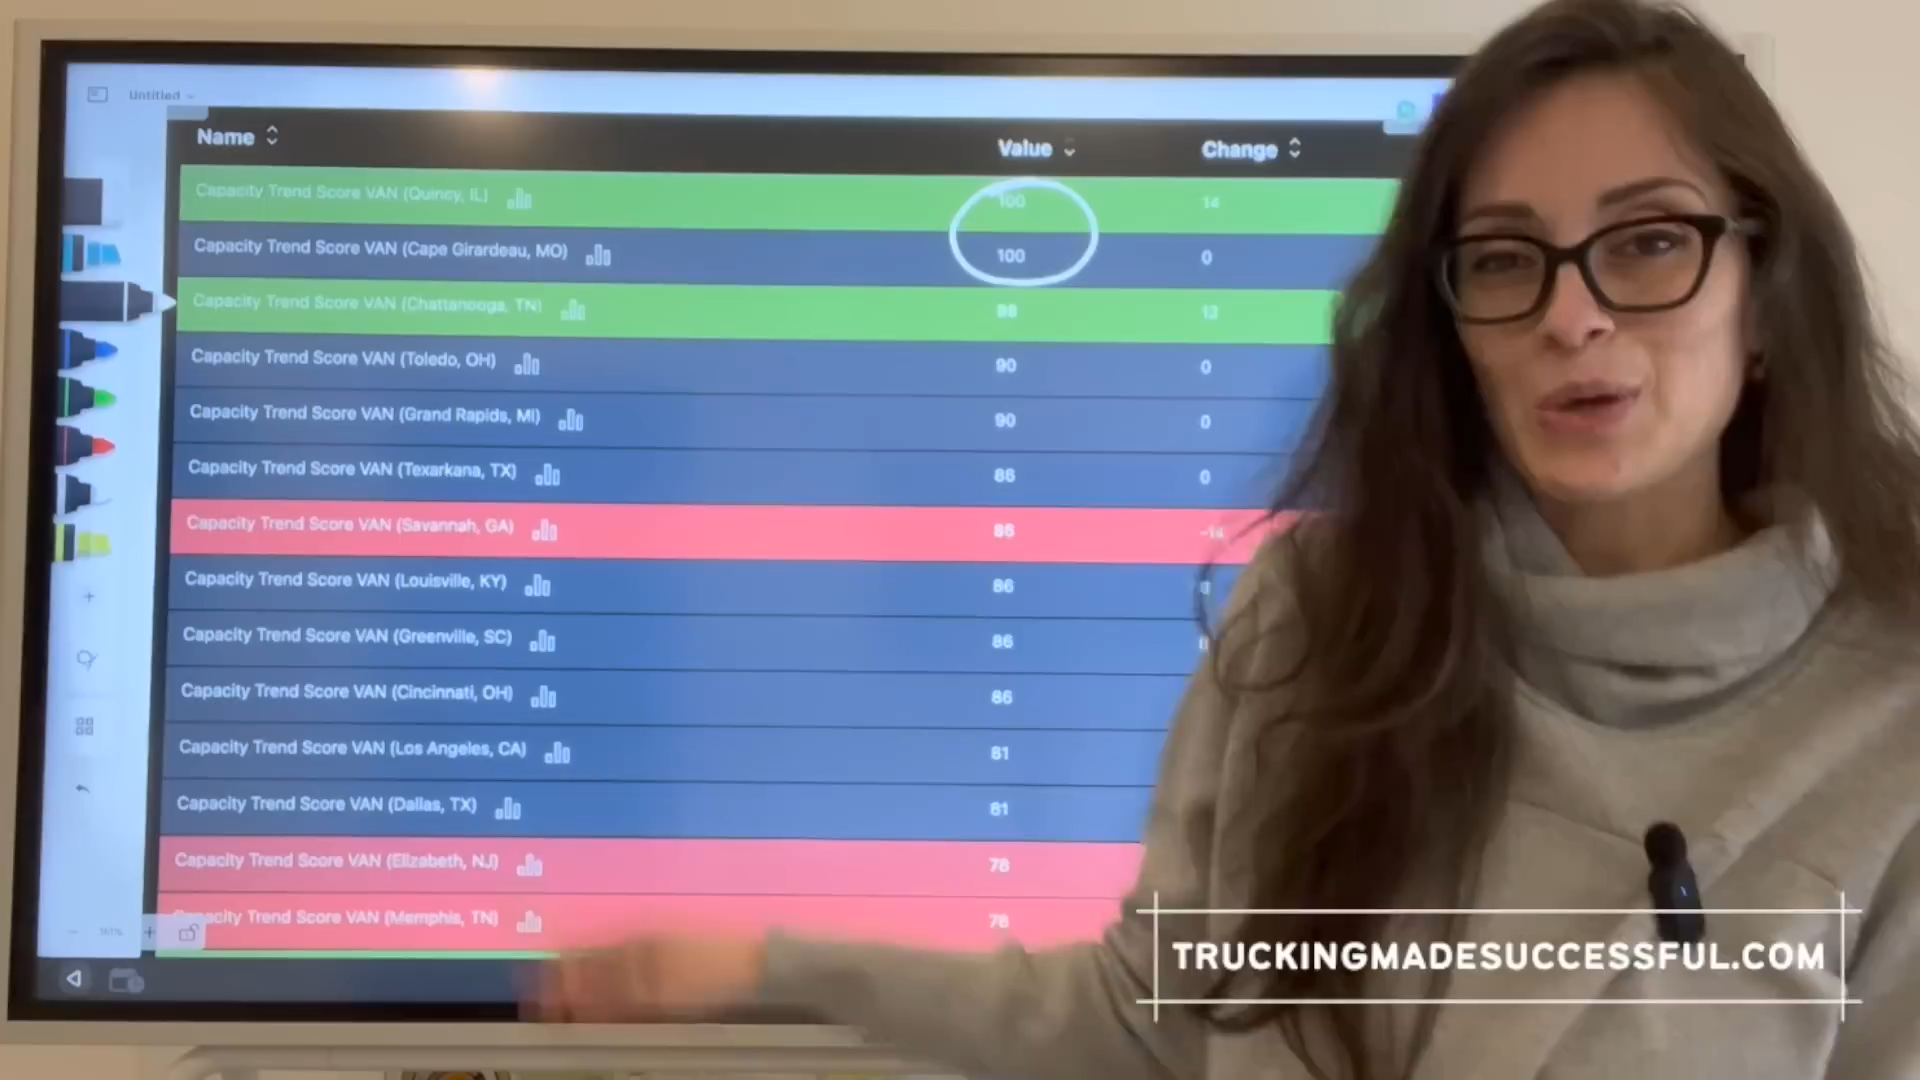 Untitled
Name Value Change
Capacity Trend Score VAN (Quincy, IL) 100 14
Capacity Trend Score VAN (Cape Girardeau, MO) 100 0
Capacity Trend Score VAN (Chattanooga, TN)
Capacity Trend Score VAN (Toledo, OH) 90 0
Capacity Trend Score VAN (Grand Rapids, MI) 90 0
Capacity Trend Score VAN (Texarkana, TX) 86 0
Capacity Trend Score VAN (Savannah, GA) 86 -14
Capacity Trend Score VAN (Louisville, KY) 86
Capacity Trend Score VAN (Greenville, SC) 86
Capacity Trend Score VAN (Cincinnati, OH) 86
Capacity Trend Score VAN (Los Angeles, CA) 81
Capacity Trend Score VAN (Dallas, TX) 81
Capacity Trend Score VAN (Elizabeth, NJ) 78
Capacity Trend Score VAN (Memphis, TN) 78
TRUCKINGMADESUCCESSFUL.COM